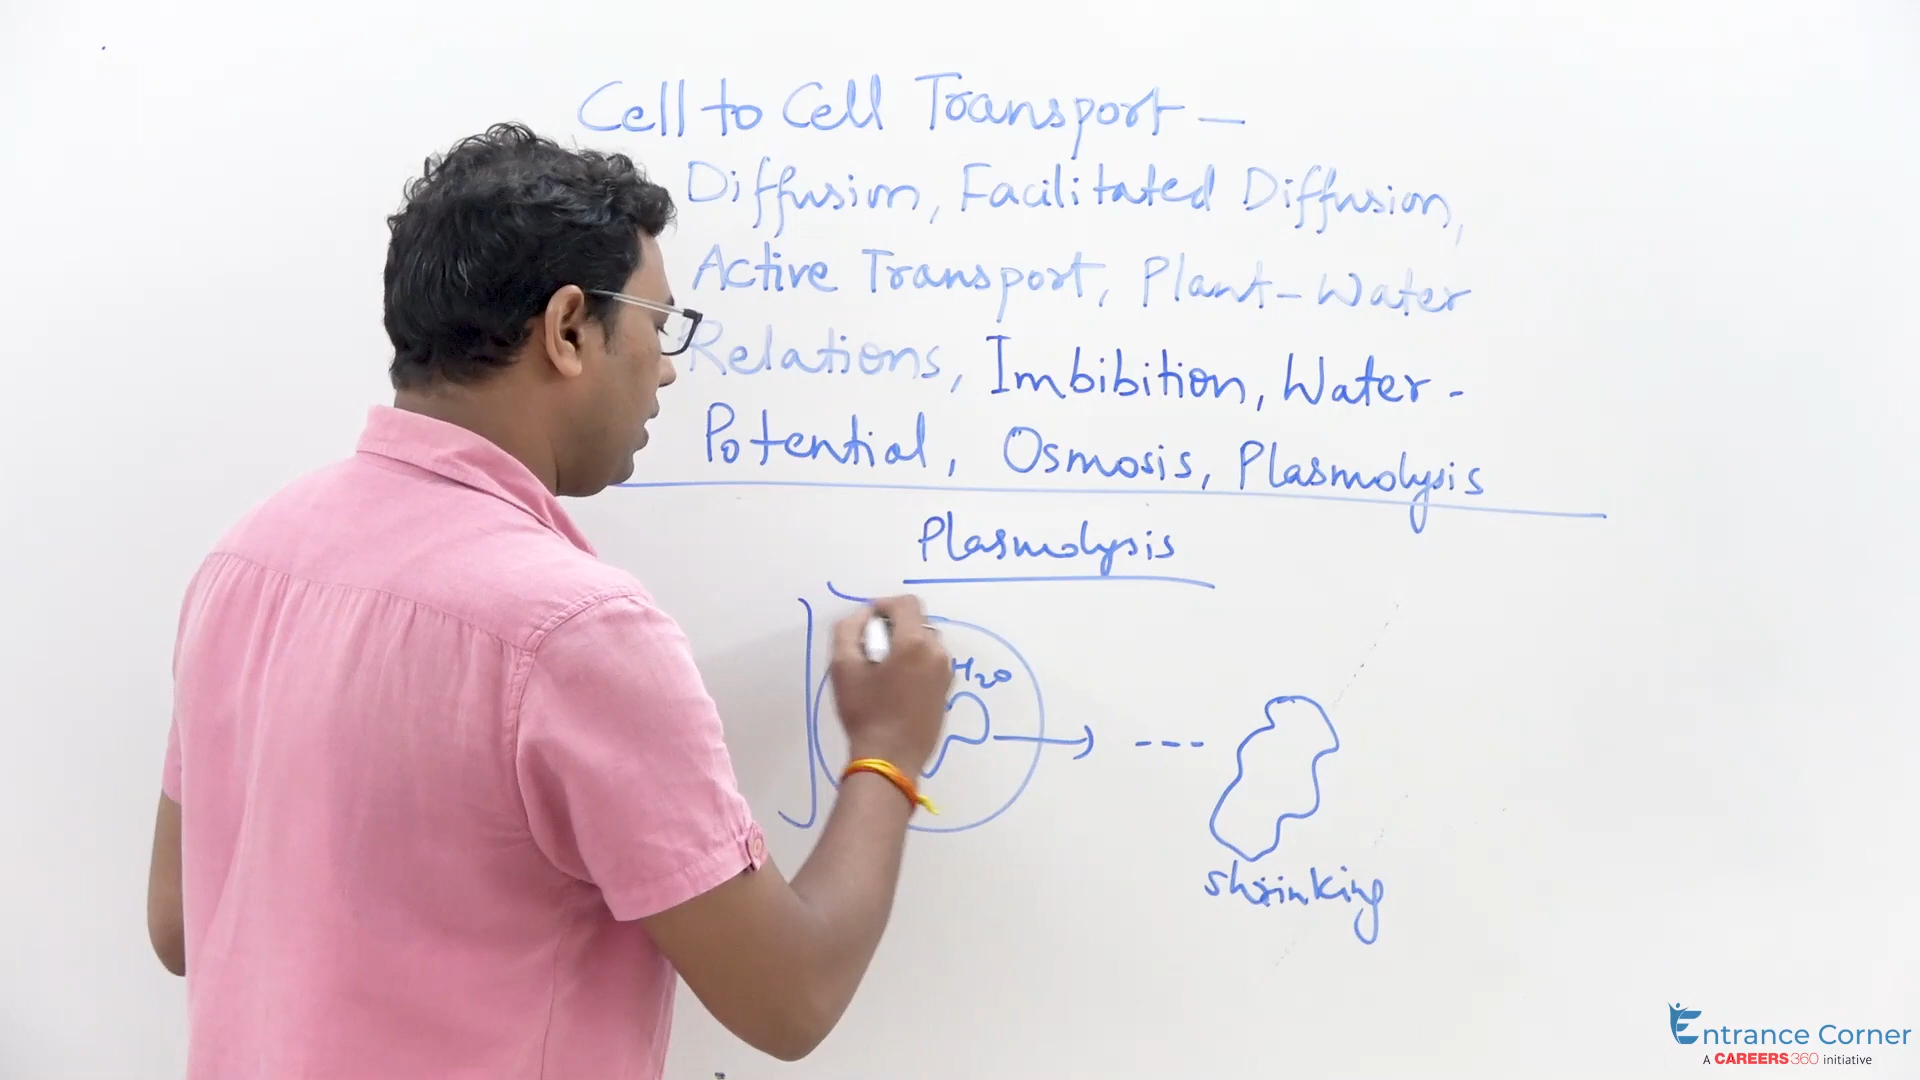 Cell to Cell Transport —
Diffusion, Facilitated Diffusion,
Active Transport, Plant-Water
Relations, Imbibition, Water-
Potential, Osmosis, Plasmolysis
Plasmolysis
H2O
shrinking
Entrance Corner
A CAREERS360 initiative